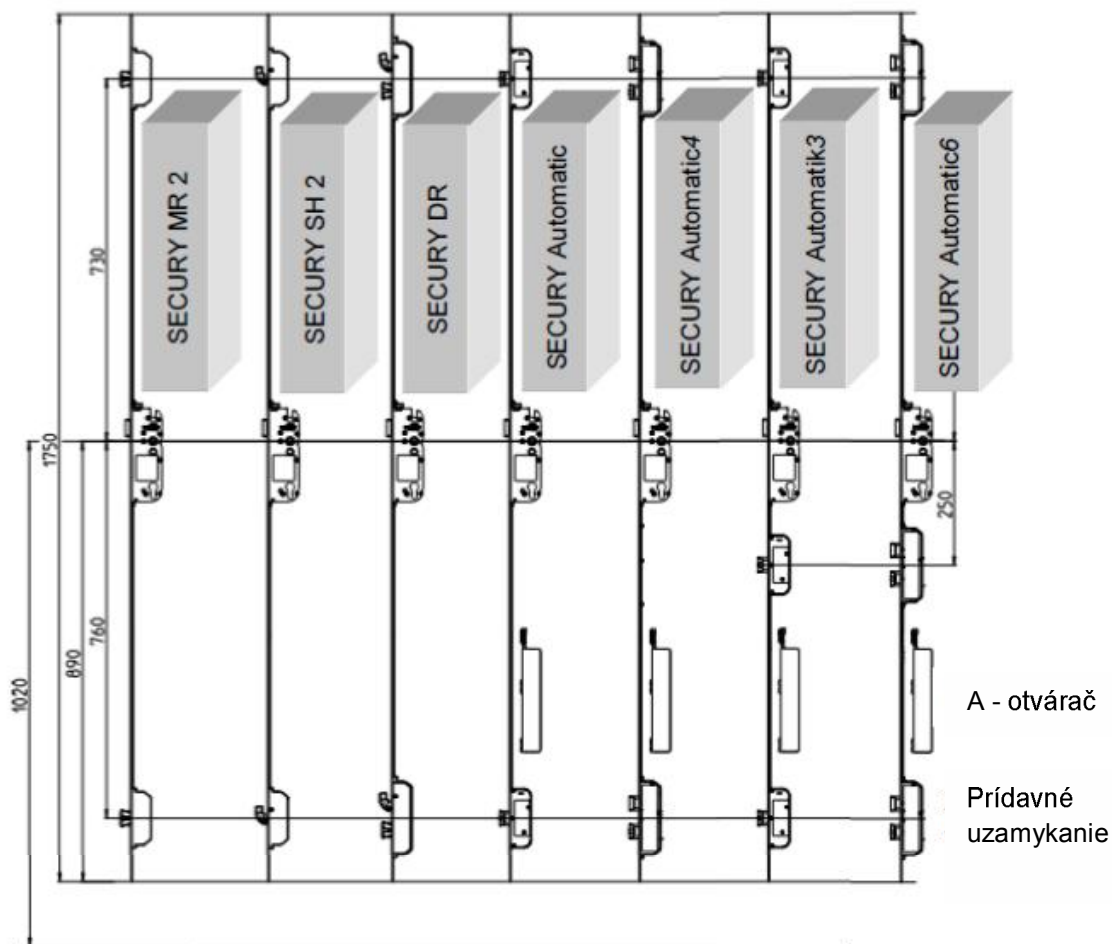 SECURY MR 2
SECURY SH 2
SECURY DR
SECURY Automatic
SECURY Automatic4
SECURY Automatik3
SECURY Automatic6
730
1750
250
760
890
1020
A - otvárač
Prídavné
uzamykanie